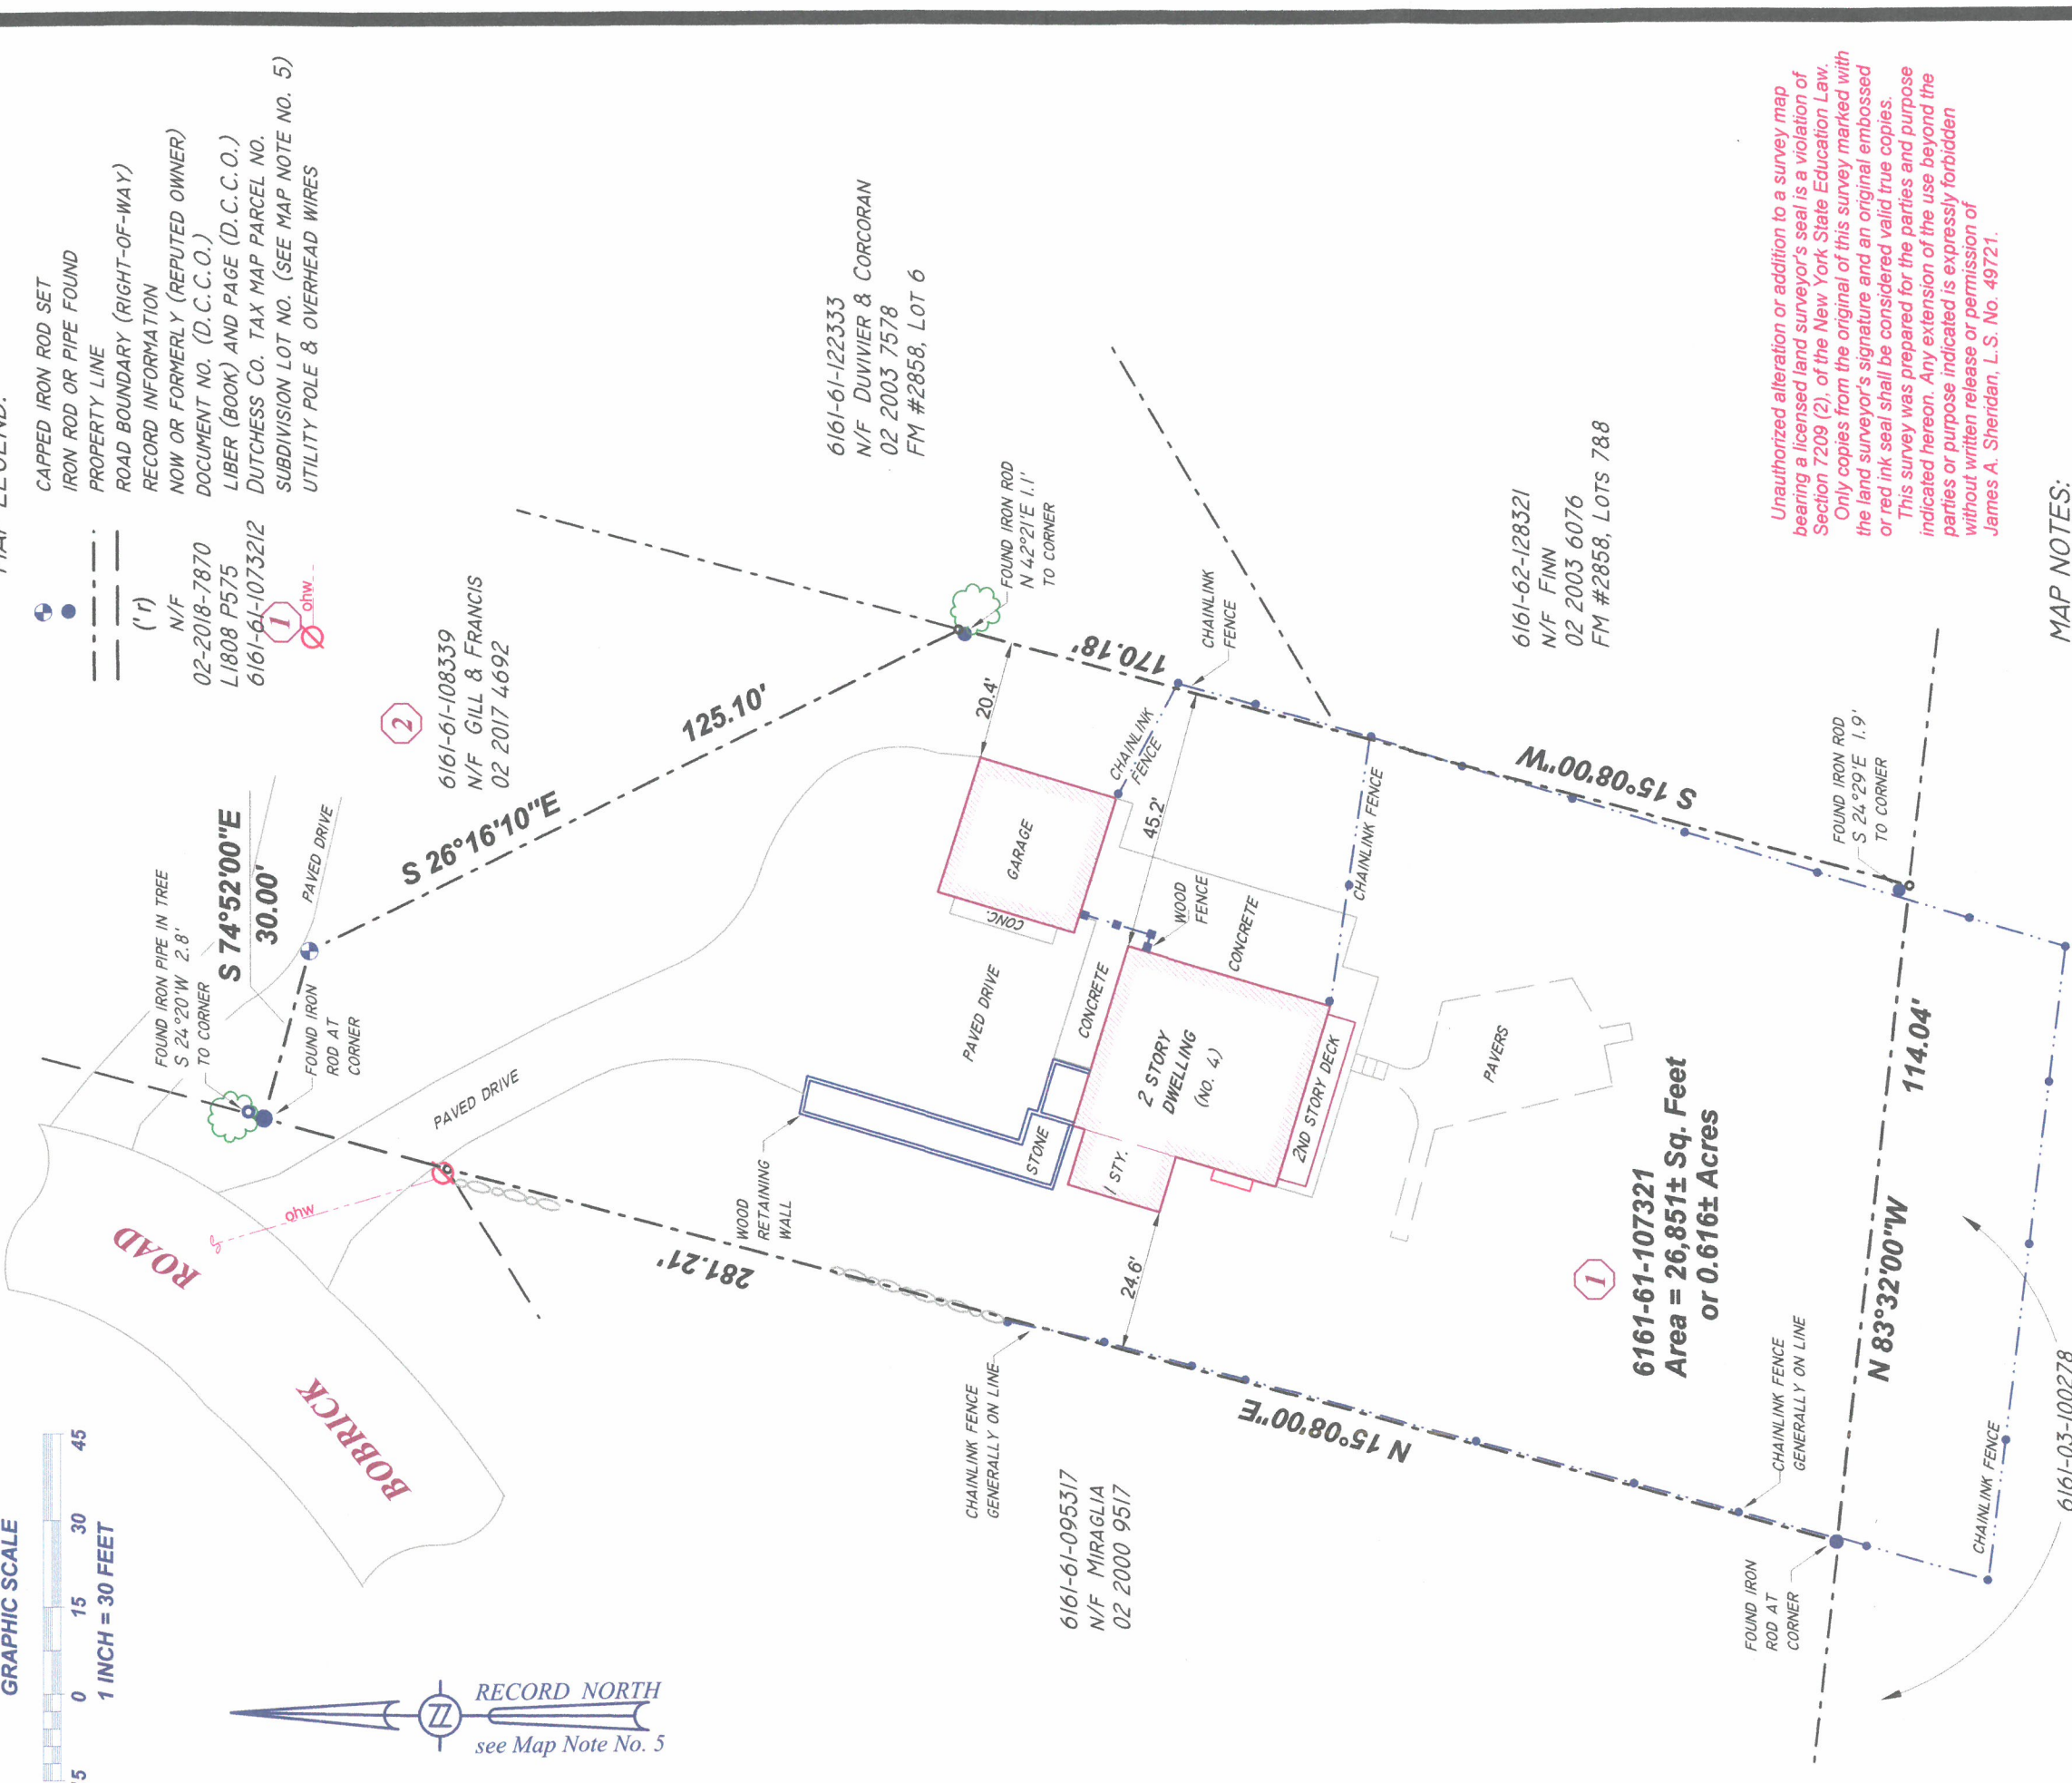 GRAPHIC SCALE
0 15 30 45
1 INCH = 30 FEET
RECORD NORTH
see Map Note No. 5
CAPPED IRON ROD SET
IRON ROD OR PIPE FOUND
PROPERTY LINE
ROAD BOUNDARY (RIGHT-OF-WAY)
('r) RECORD INFORMATION
N/F NOW OR FORMERLY (REPUTED OWNER)
02-2018-7870 DOCUMENT NO. (D.C.C.O.)
L1808 P575 LIBER (BOOK) AND PAGE (D.C.C.O.)
6161-61-1073212 DUTCHESS Co. TAX MAP PARCEL NO.
1 SUBDIVISION LOT NO. (SEE MAP NOTE NO. 5)
ohw UTILITY POLE & OVERHEAD WIRES
BOBRICK
ROAD
ohw
FOUND IRON PIPE IN TREE
S 24°20'W 2.8'
TO CORNER
S 74°52'00"E
30.00'
PAVED DRIVE
FOUND IRON
ROD AT
CORNER
PAVED DRIVE
2
6161-61-108339
N/F GILL & FRANCIS
02 2017 4692
S 26°16'10"E
125.10'
6161-61-122333
N/F DUVIVIER & CORCORAN
02 2003 7578
FM #2858, LOT 6
FOUND IRON ROD
N 42°21'E 1.1'
TO CORNER
20.4'
170.18'
CHAINLINK
FENCE
CHAINLINK
FENCE
GARAGE
CONC.
45.2'
WOOD
FENCE
CONCRETE
CHAINLINK FENCE
S 15°08'00"W
PAVED DRIVE
CONCRETE
2 STORY
DWELLING
(NO. 4)
2ND STORY DECK
1 STY.
STONE
WOOD
RETAINING
WALL
281.21'
24.6'
PAVERS
CHAINLINK FENCE
GENERALLY ON LINE
N 15°08'00"E
6161-61-095317
N/F MIRAGLIA
02 2000 9517
1
6161-61-107321
Area = 26,851± Sq. Feet
or 0.616± Acres
6161-62-128321
N/F FINN
02 2003 6076
FM #2858, LOTS 7&8
FOUND IRON ROD
S 24°29'E 1.9'
TO CORNER
114.04'
N 83°32'00"W
CHAINLINK FENCE
GENERALLY ON LINE
FOUND IRON
ROD AT
CORNER
CHAINLINK FENCE
6161-03-100278
Unauthorized alteration or addition to a survey map
bearing a licensed land surveyor's seal is a violation of
Section 7209 (2), of the New York State Education Law.
Only copies from the original of this survey marked with
the land surveyor's signature and an original embossed
or red ink seal shall be considered valid true copies.
This survey was prepared for the parties and purpose
indicated hereon. Any extension of the use beyond the
parties or purpose indicated is expressly forbidden
without written release or permission of
James A. Sheridan, L.S. No. 49721.
MAP NOTES: